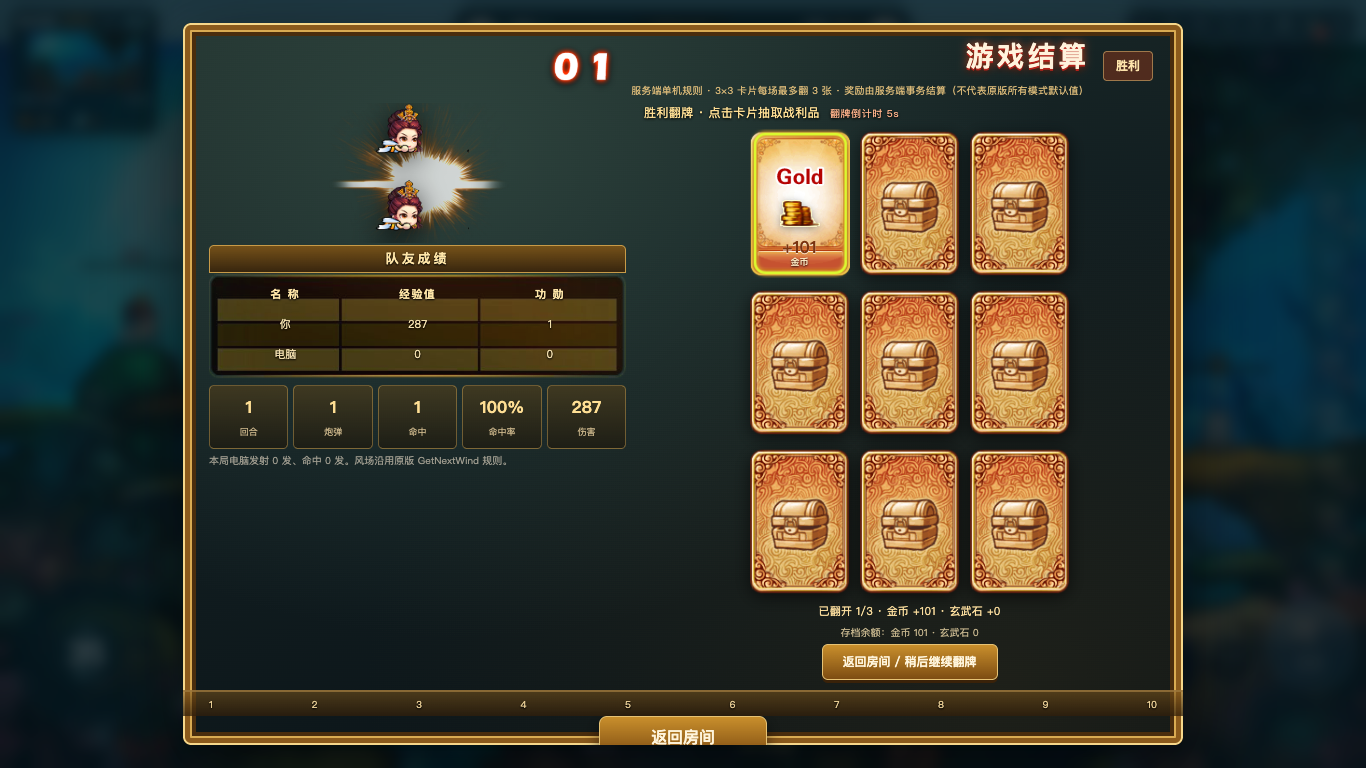 01
游戏结算
胜利
服务端单机规则 · 3×3 卡片每场最多翻 3 张 · 奖励由服务端事务结算（不代表原版所有模式默认值）
胜利翻牌 · 点击卡片抽取战利品 翻牌倒计时 5s
Gold
+101
金币
队友成绩
名 称 经验值 功 勋
你 287 1
电脑 0 0
1 1 1 100% 287
回合 炮弹 命中 命中率 伤害
本局电脑发射 0 发、命中 0 发。风场沿用原版 GetNextWind 规则。
已翻开 1/3 · 金币 +101 · 玄武石 +0
存档余额：金币 101 · 玄武石 0
返回房间 / 稍后继续翻牌
1 2 3 4 5 6 7 8 9 10
返回房间